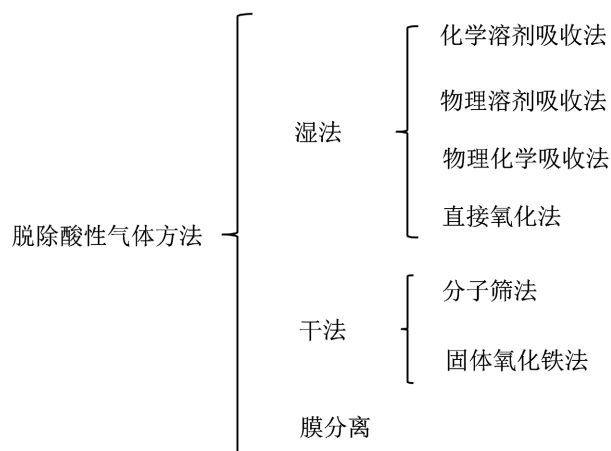 脱除酸性气体方法
湿法
化学溶剂吸收法
物理溶剂吸收法
物理化学吸收法
直接氧化法
干法
分子筛法
固体氧化铁法
膜分离